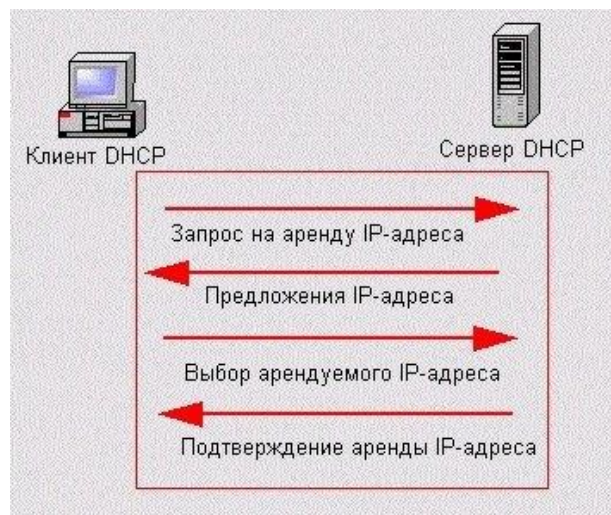 Клиент DHCP
Сервер DHCP
Запрос на аренду IP-адреса
Предложения IP-адреса
Выбор арендуемого IP-адреса
Подтверждение аренды IP-адреса